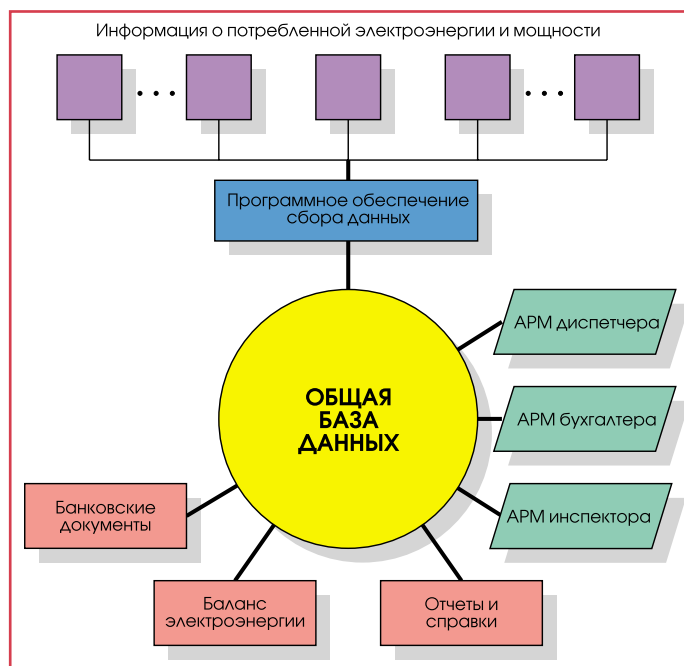 Информация о потребленной электроэнергии и мощности
Программное обеспечение
сбора данных
АРМ диспетчера
ОБЩАЯ
БАЗА
ДАННЫХ
АРМ бухгалтера
АРМ инспектора
Банковские
документы
Баланс
электроэнергии
Отчеты и
справки